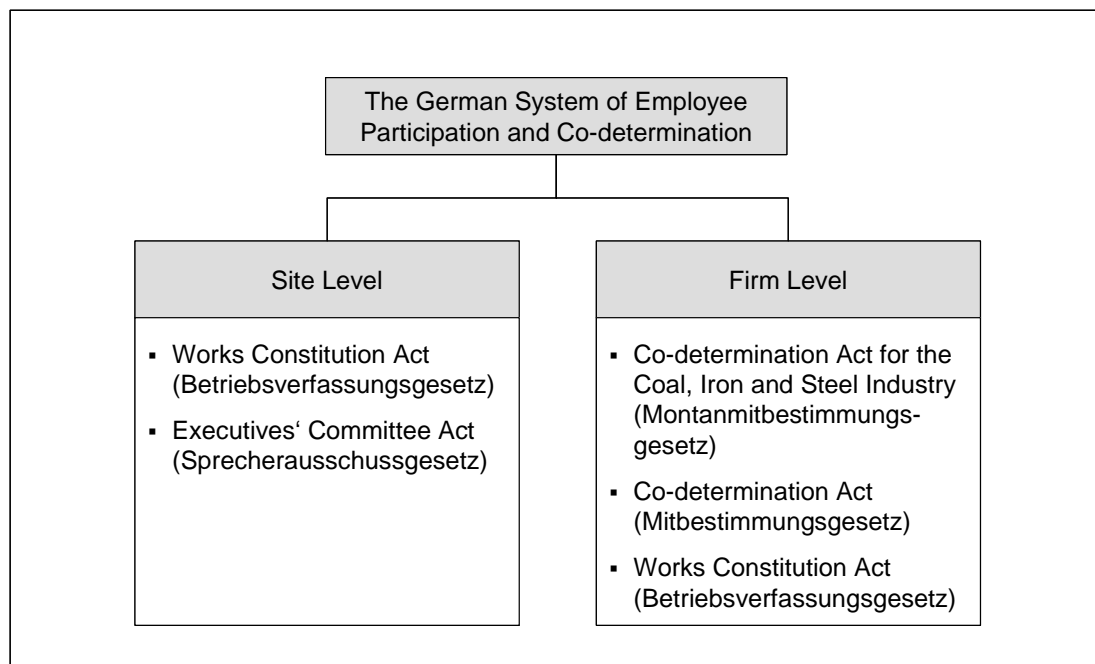 The German System of Employee
Participation and Co-determination
Site Level
▪ Works Constitution Act
(Betriebsverfassungsgesetz)
▪ Executives‘ Committee Act
(Sprecherausschussgesetz)
Firm Level
▪ Co-determination Act for the
Coal, Iron and Steel Industry
(Montanmitbestimmungs-
gesetz)
▪ Co-determination Act
(Mitbestimmungsgesetz)
▪ Works Constitution Act
(Betriebsverfassungsgesetz)